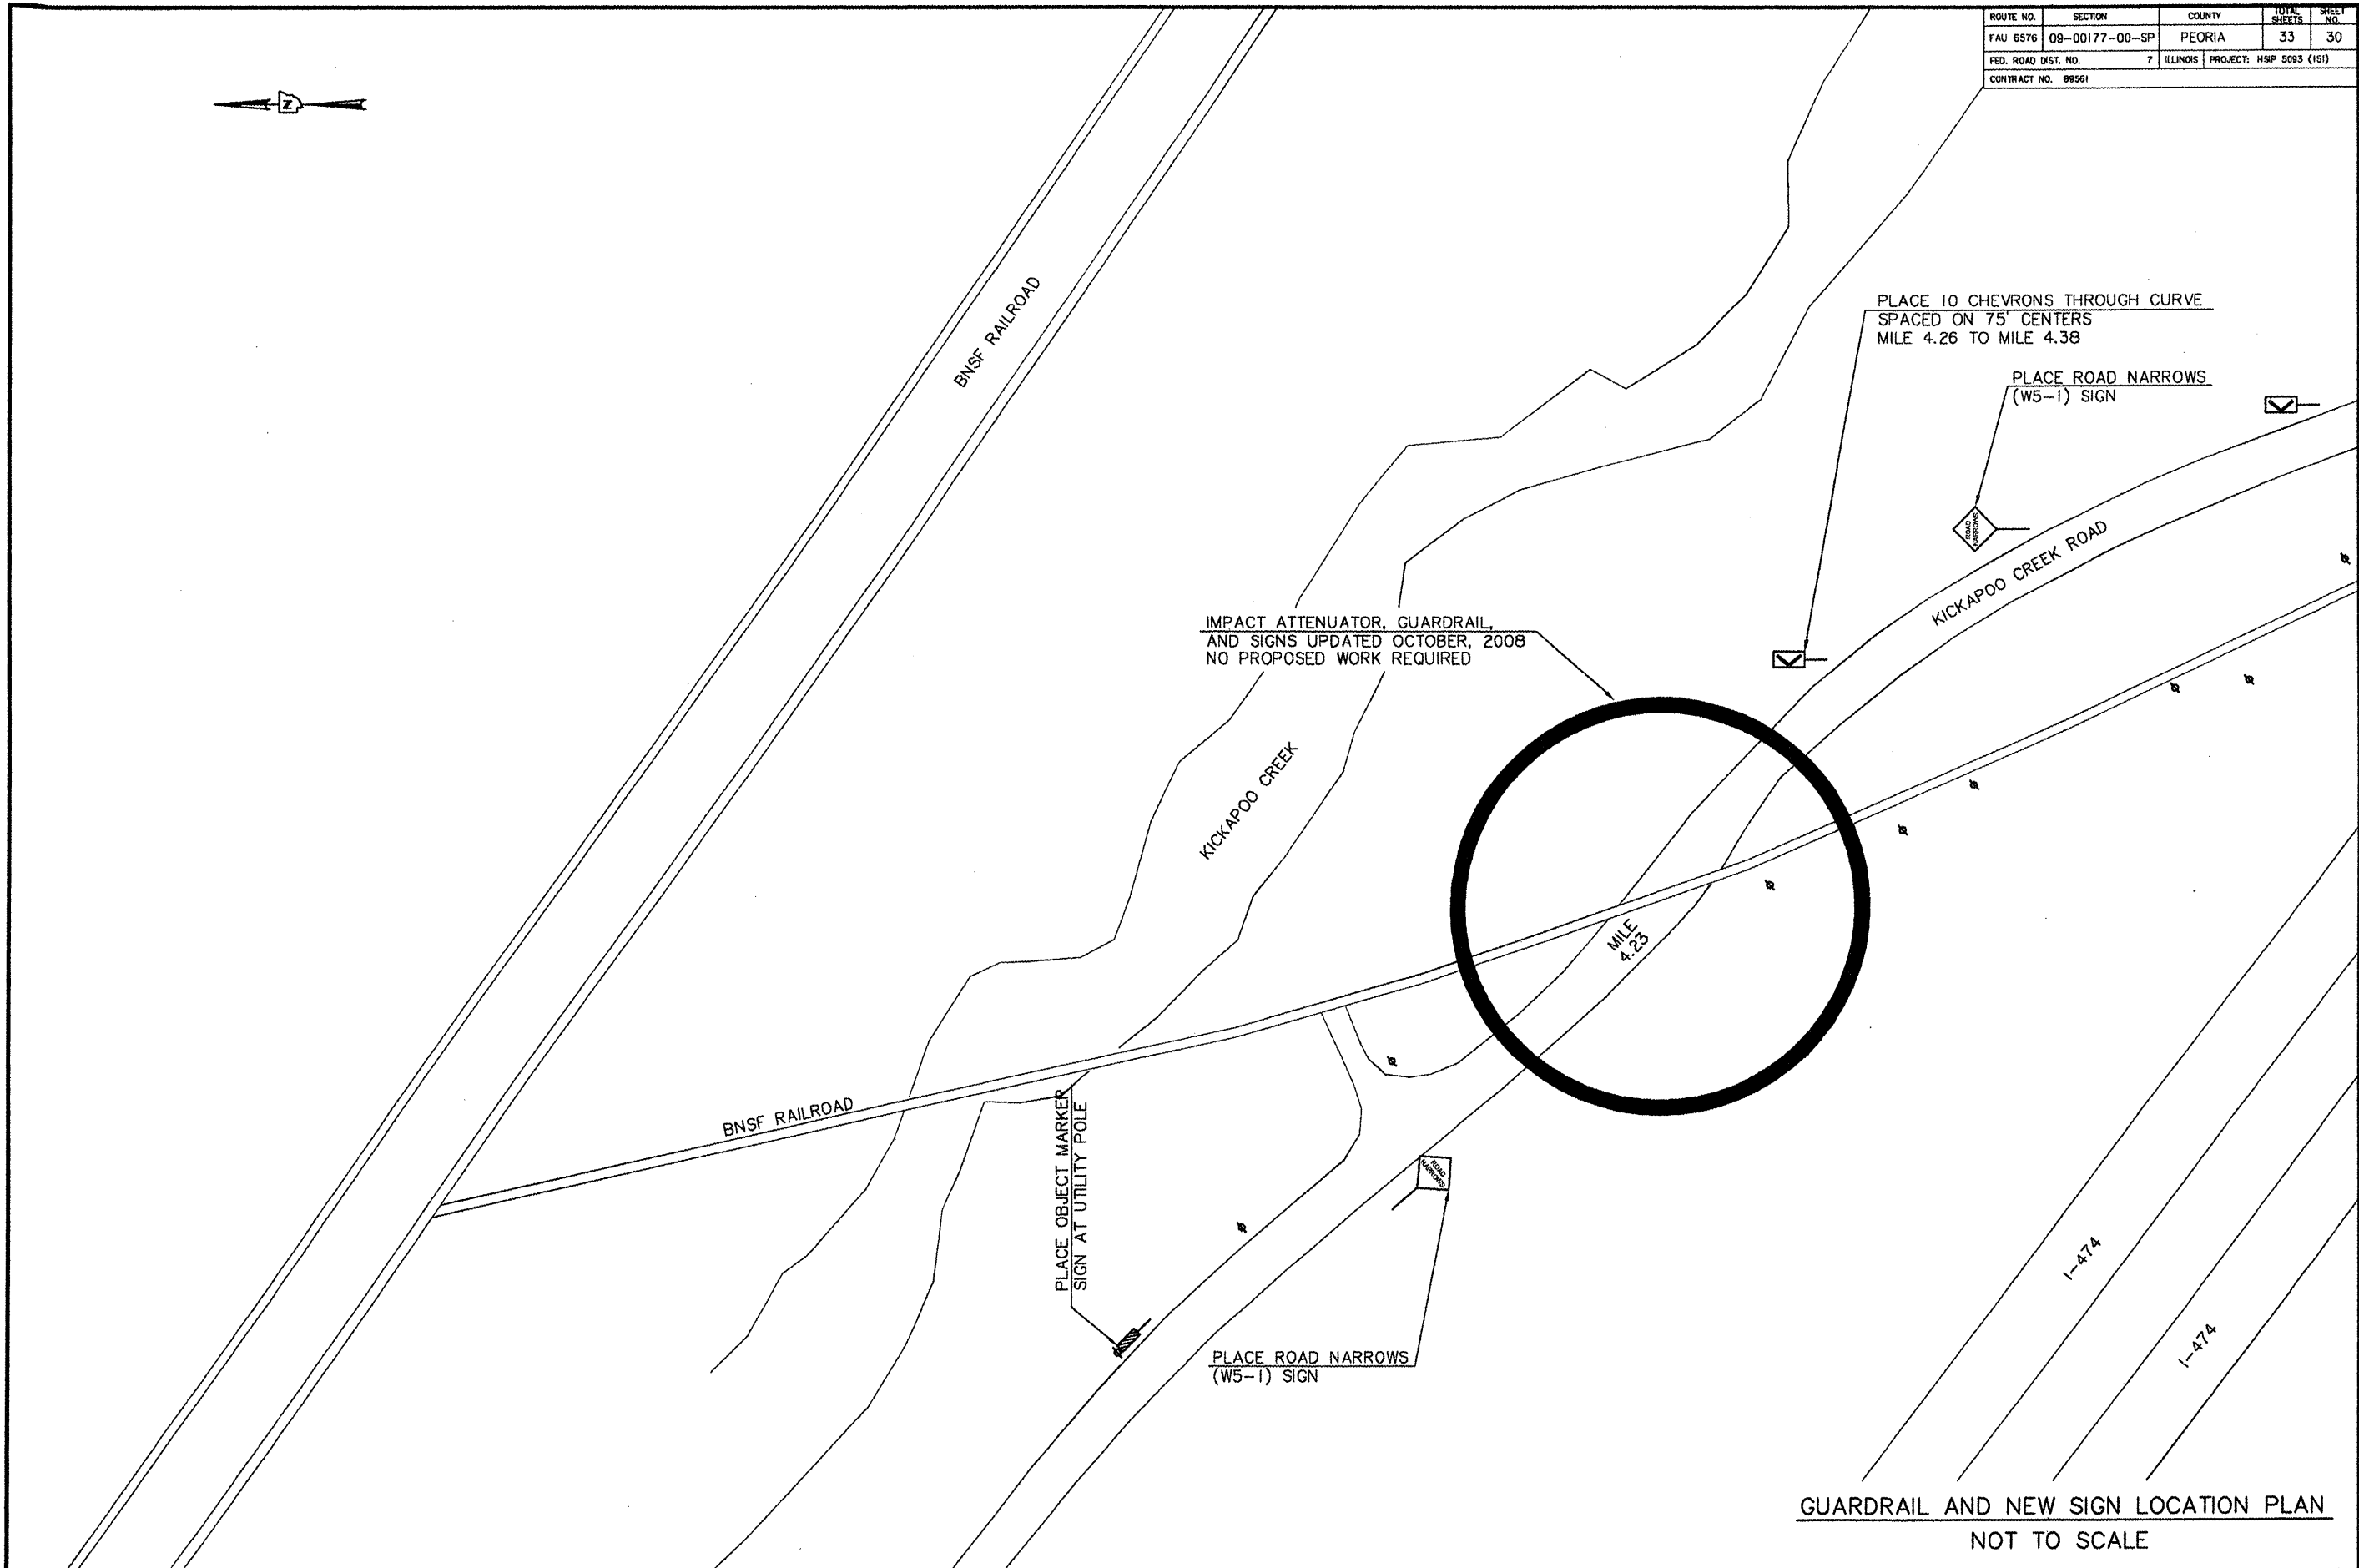 ROUTE NO. SECTION COUNTY TOTAL SHEETS SHEET NO.
FAU 6576 09-00177-00-SP PEORIA 33 30
FED. ROAD DIST. NO. 7 ILLINOIS PROJECT: HSIP 5093 (151)
CONTRACT NO. 89561
Z
BNSF RAILROAD
PLACE 10 CHEVRONS THROUGH CURVE
SPACED ON 75' CENTERS
MILE 4.26 TO MILE 4.38
PLACE ROAD NARROWS
(W5-1) SIGN
ROAD
NARROWS
KICKAPOO CREEK ROAD
IMPACT ATTENUATOR, GUARDRAIL,
AND SIGNS UPDATED OCTOBER, 2008
NO PROPOSED WORK REQUIRED
KICKAPOO CREEK
MILE
4.23
BNSF RAILROAD
PLACE OBJECT MARKER
SIGN AT UTILITY POLE
ROAD
NARROWS
PLACE ROAD NARROWS
(W5-1) SIGN
I-474
I-474
GUARDRAIL AND NEW SIGN LOCATION PLAN
NOT TO SCALE